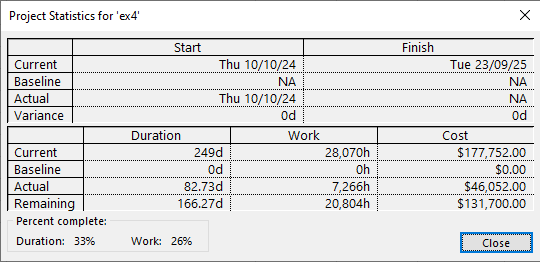 Project Statistics for 'ex4'
Start Finish
Current Thu 10/10/24 Tue 23/09/25
Baseline NA NA
Actual Thu 10/10/24 NA
Variance 0d 0d
Duration Work Cost
Current 249d 28,070h $177,752.00
Baseline 0d 0h $0.00
Actual 82.73d 7,266h $46,052.00
Remaining 166.27d 20,804h $131,700.00
Percent complete:
Duration: 33% Work: 26% Close